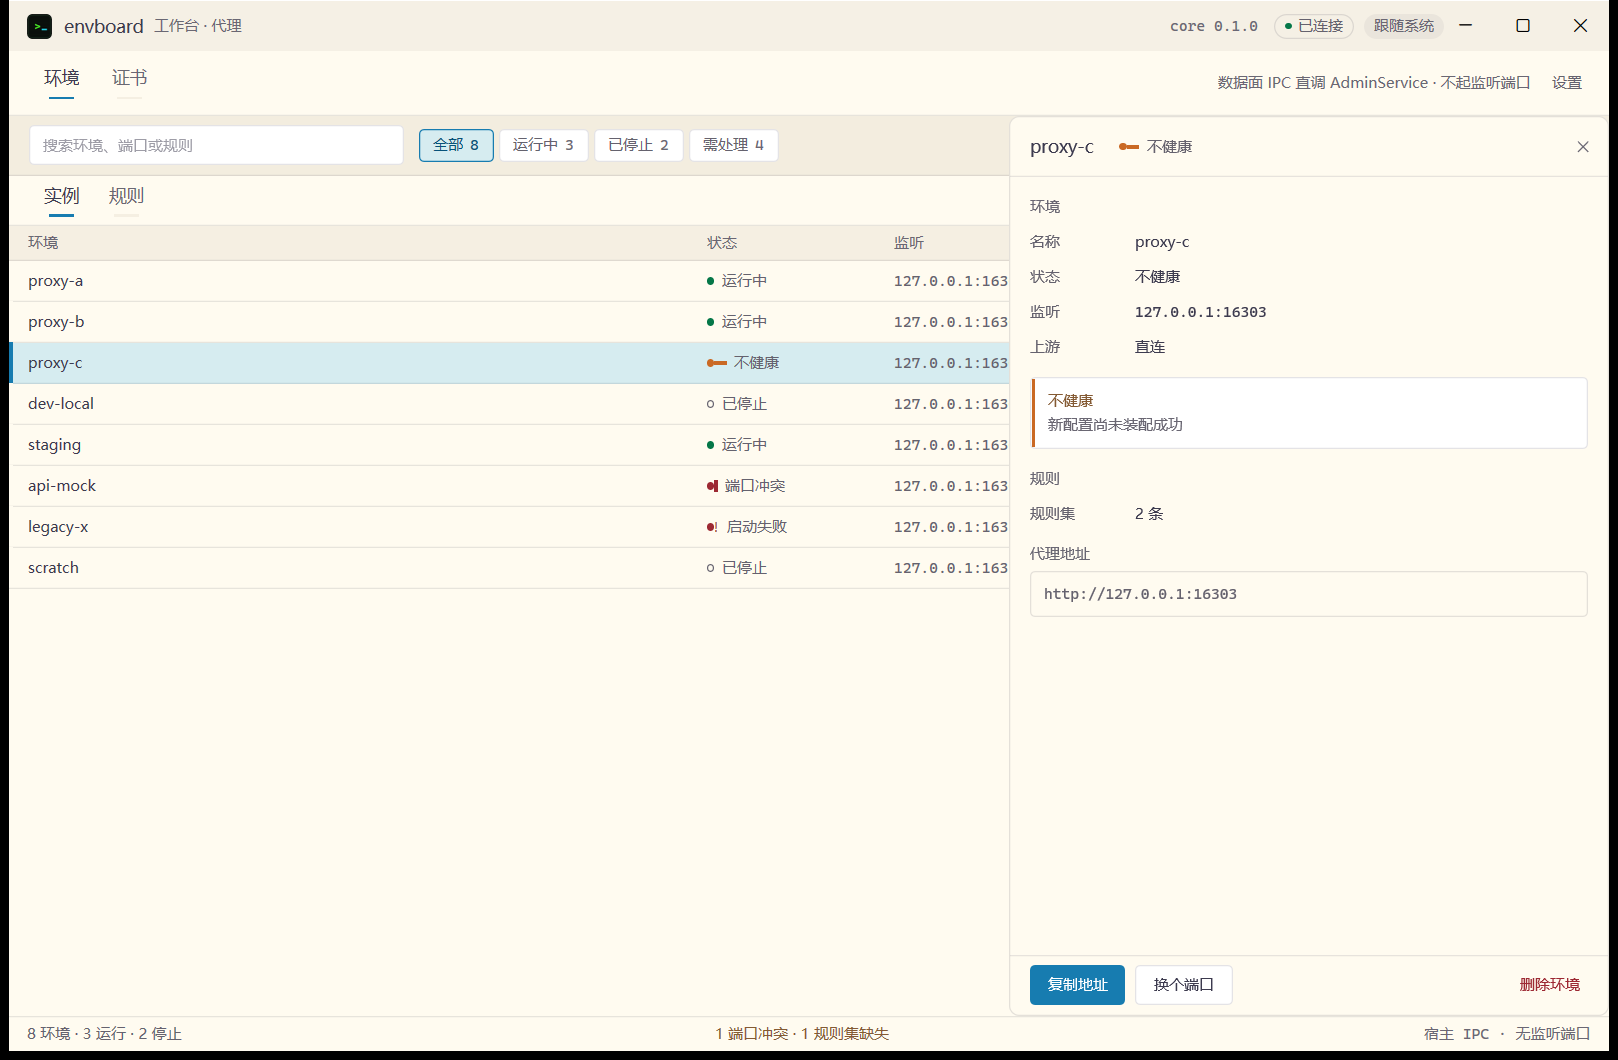 >_ envboard 工作台 · 代理 core 0.1.0 已连接 跟随系统
环境 证书 数据面 IPC 直调 AdminService · 不起监听端口 设置
搜索环境、端口或规则 全部 8 运行中 3 已停止 2 需处理 4
实例 规则
环境 状态 监听
proxy-a 运行中 127.0.0.1:163
proxy-b 运行中 127.0.0.1:163
proxy-c 不健康 127.0.0.1:163
dev-local 已停止 127.0.0.1:163
staging 运行中 127.0.0.1:163
api-mock 端口冲突 127.0.0.1:163
legacy-x ! 启动失败 127.0.0.1:163
scratch 已停止 127.0.0.1:163
proxy-c 不健康
环境
名称 proxy-c
状态 不健康
监听 127.0.0.1:16303
上游 直连
不健康
新配置尚未装配成功
规则
规则集 2 条
代理地址
http://127.0.0.1:16303
复制地址 换个端口 删除环境
8 环境 · 3 运行 · 2 停止 1 端口冲突 · 1 规则集缺失 宿主 IPC · 无监听端口